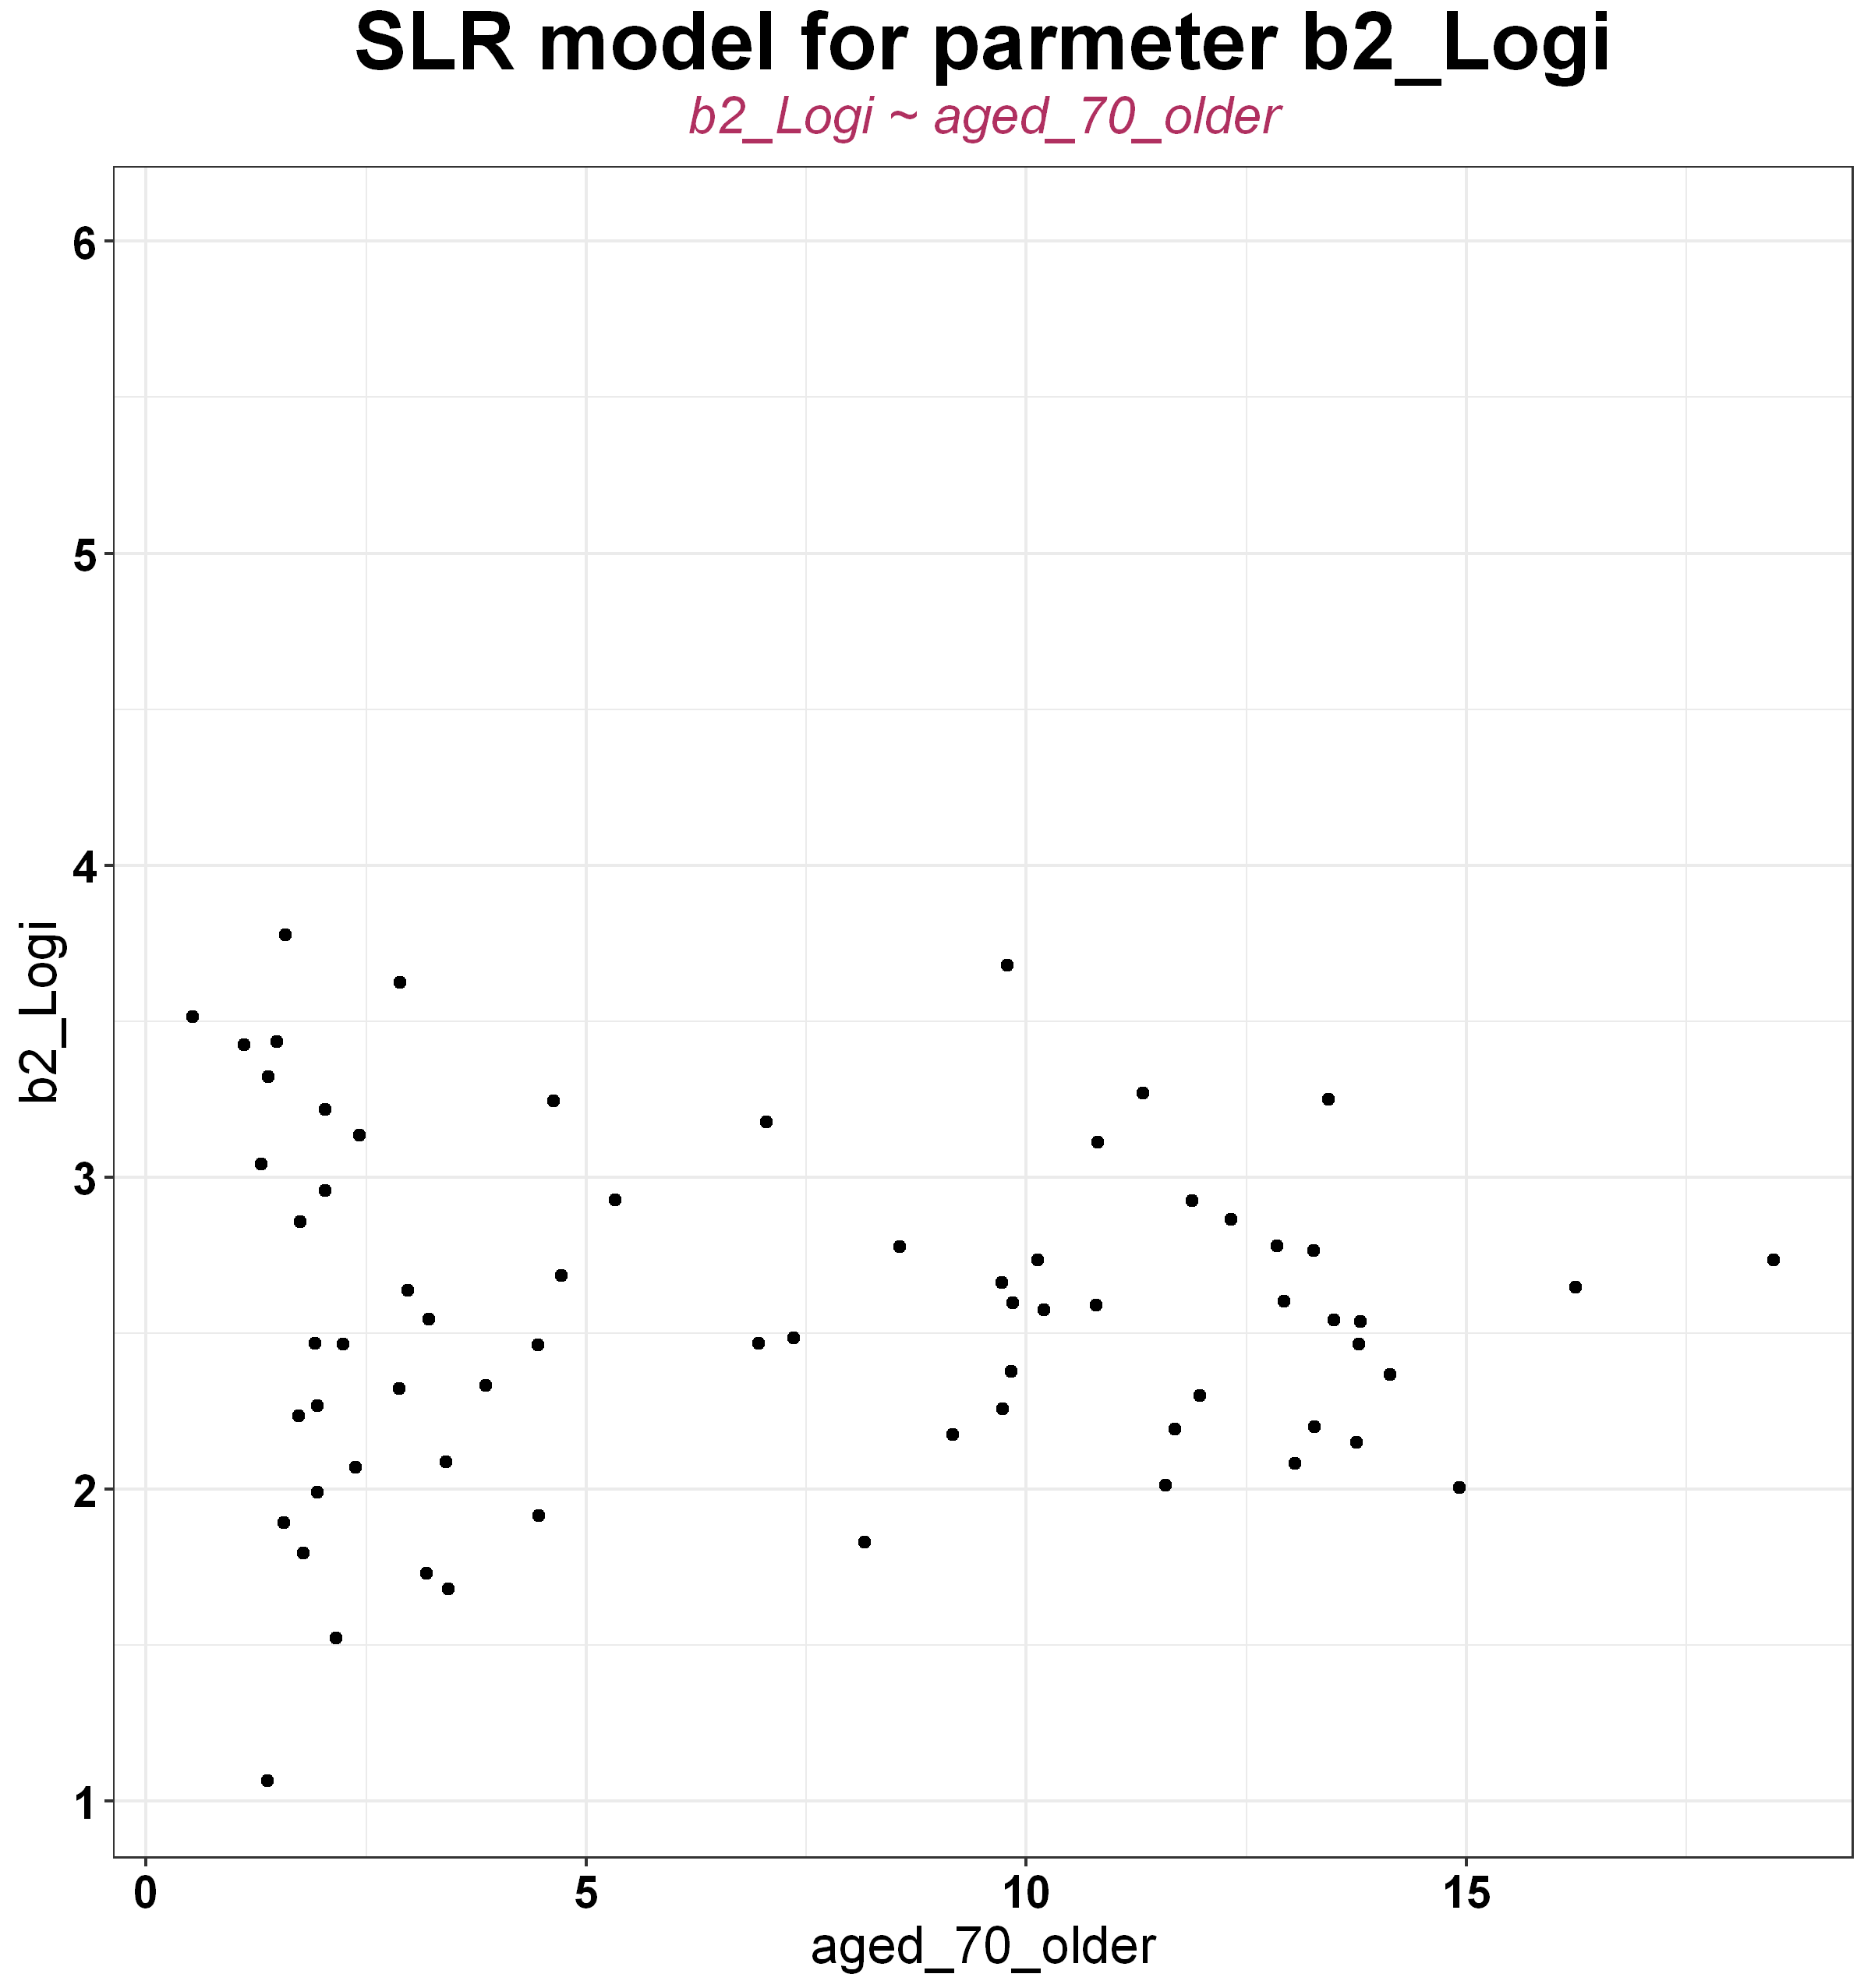 SLR model for parmeter b2_Logi
b2_Logi ~ aged_70_older
6
5
4
3
2
1
b2_Logi
0 5 10 15
aged_70_older